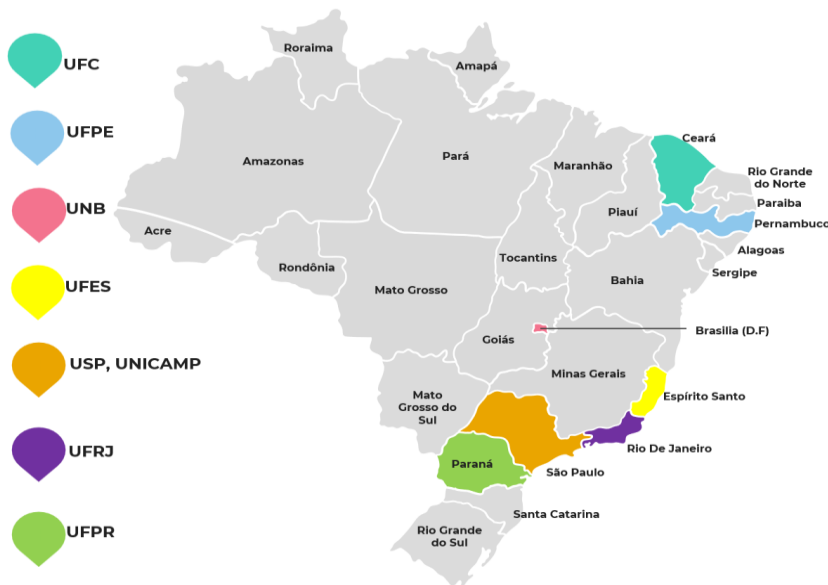 UFC
UFPE
UNB
UFES
USP, UNICAMP
UFRJ
UFPR
Roraima
Amapá
Amazonas
Pará
Maranhão
Ceará
Rio Grande
do Norte
Paraiba
Pernambuco
Piauí
Alagoas
Sergipe
Acre
Rondônia
Tocantins
Bahia
Mato Grosso
Goiás
Brasilia (D.F)
Minas Gerais
Mato
Grosso do
Sul
Espírito Santo
Rio De Janeiro
São Paulo
Paraná
Santa Catarina
Rio Grande
do Sul